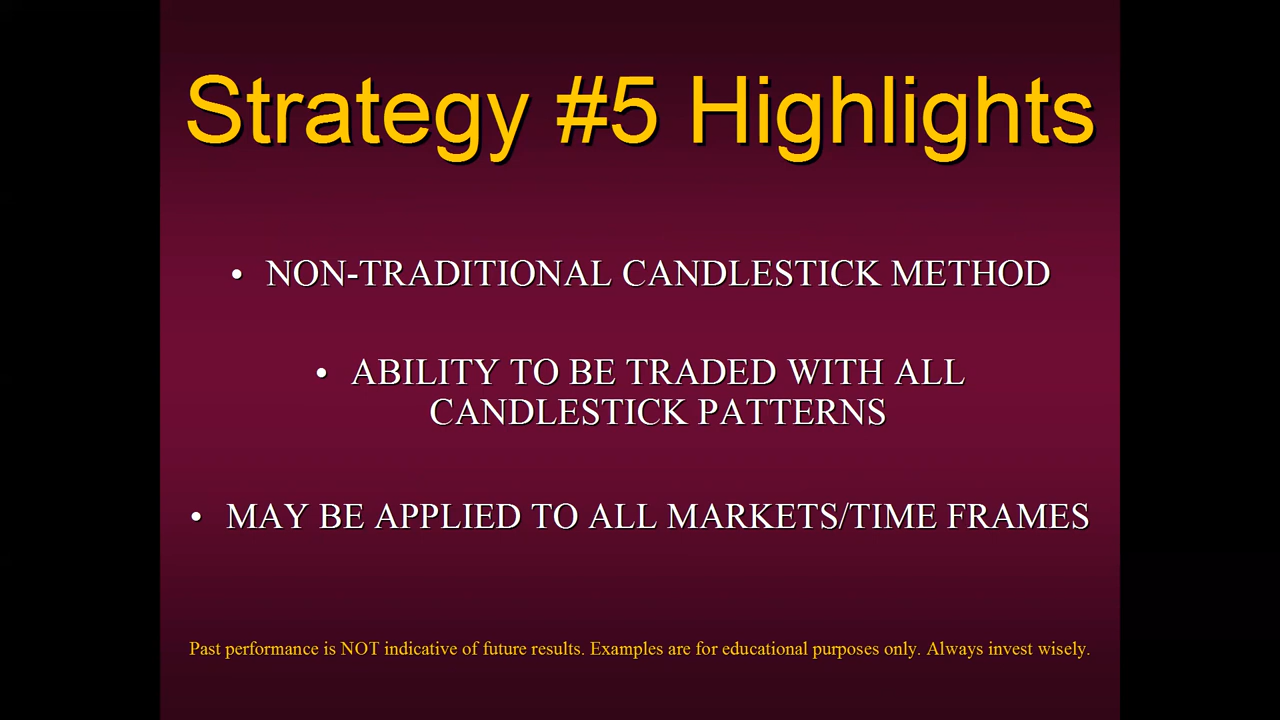 Strategy #5 Highlights
• NON-TRADITIONAL CANDLESTICK METHOD
• ABILITY TO BE TRADED WITH ALL
CANDLESTICK PATTERNS
• MAY BE APPLIED TO ALL MARKETS/TIME FRAMES
Past performance is NOT indicative of future results. Examples are for educational purposes only. Always invest wisely.